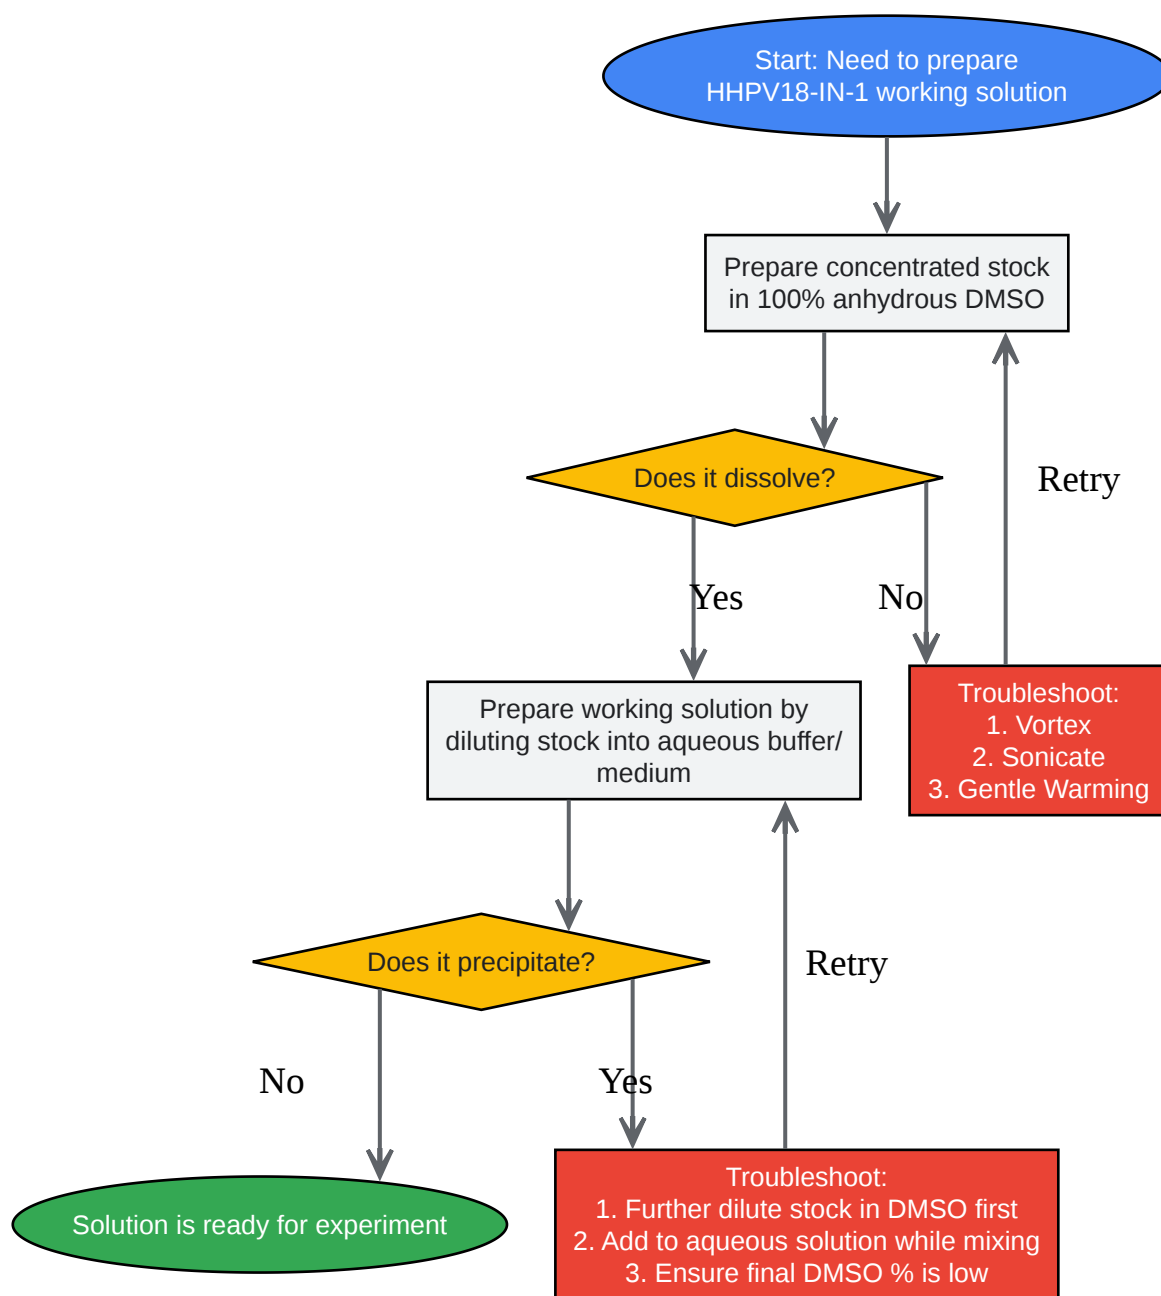 Start: Need to prepare
HHPV18-IN-1 working solution
Prepare concentrated stock
in 100% anhydrous DMSO
Does it dissolve?
Retry
Yes
No
Troubleshoot:
1. Vortex
2. Sonicate
3. Gentle Warming
Prepare working solution by
diluting stock into aqueous buffer/
medium
Does it precipitate?
Retry
No
Yes
Solution is ready for experiment
Troubleshoot:
1. Further dilute stock in DMSO first
2. Add to aqueous solution while mixing
3. Ensure final DMSO % is low